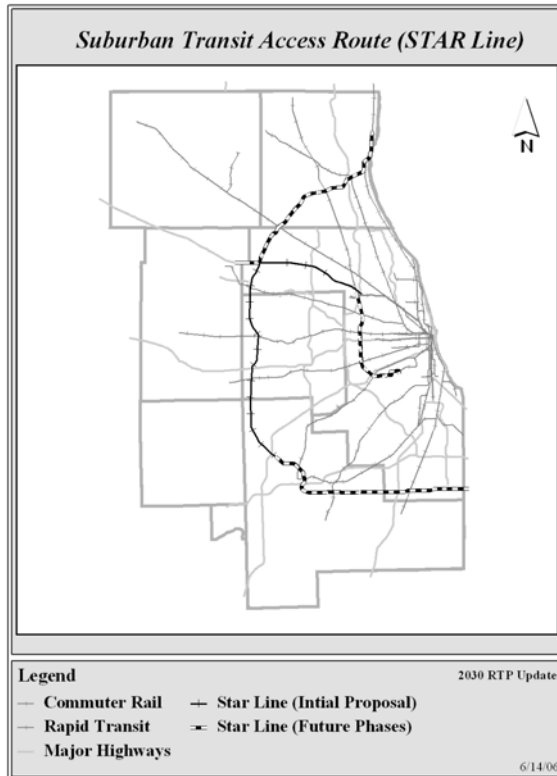 Suburban Transit Access Route (STAR Line)
N
Legend
2030 RTP Update
Commuter Rail
Star Line (Intial Proposal)
Rapid Transit
Star Line (Future Phases)
Major Highways
6/14/06